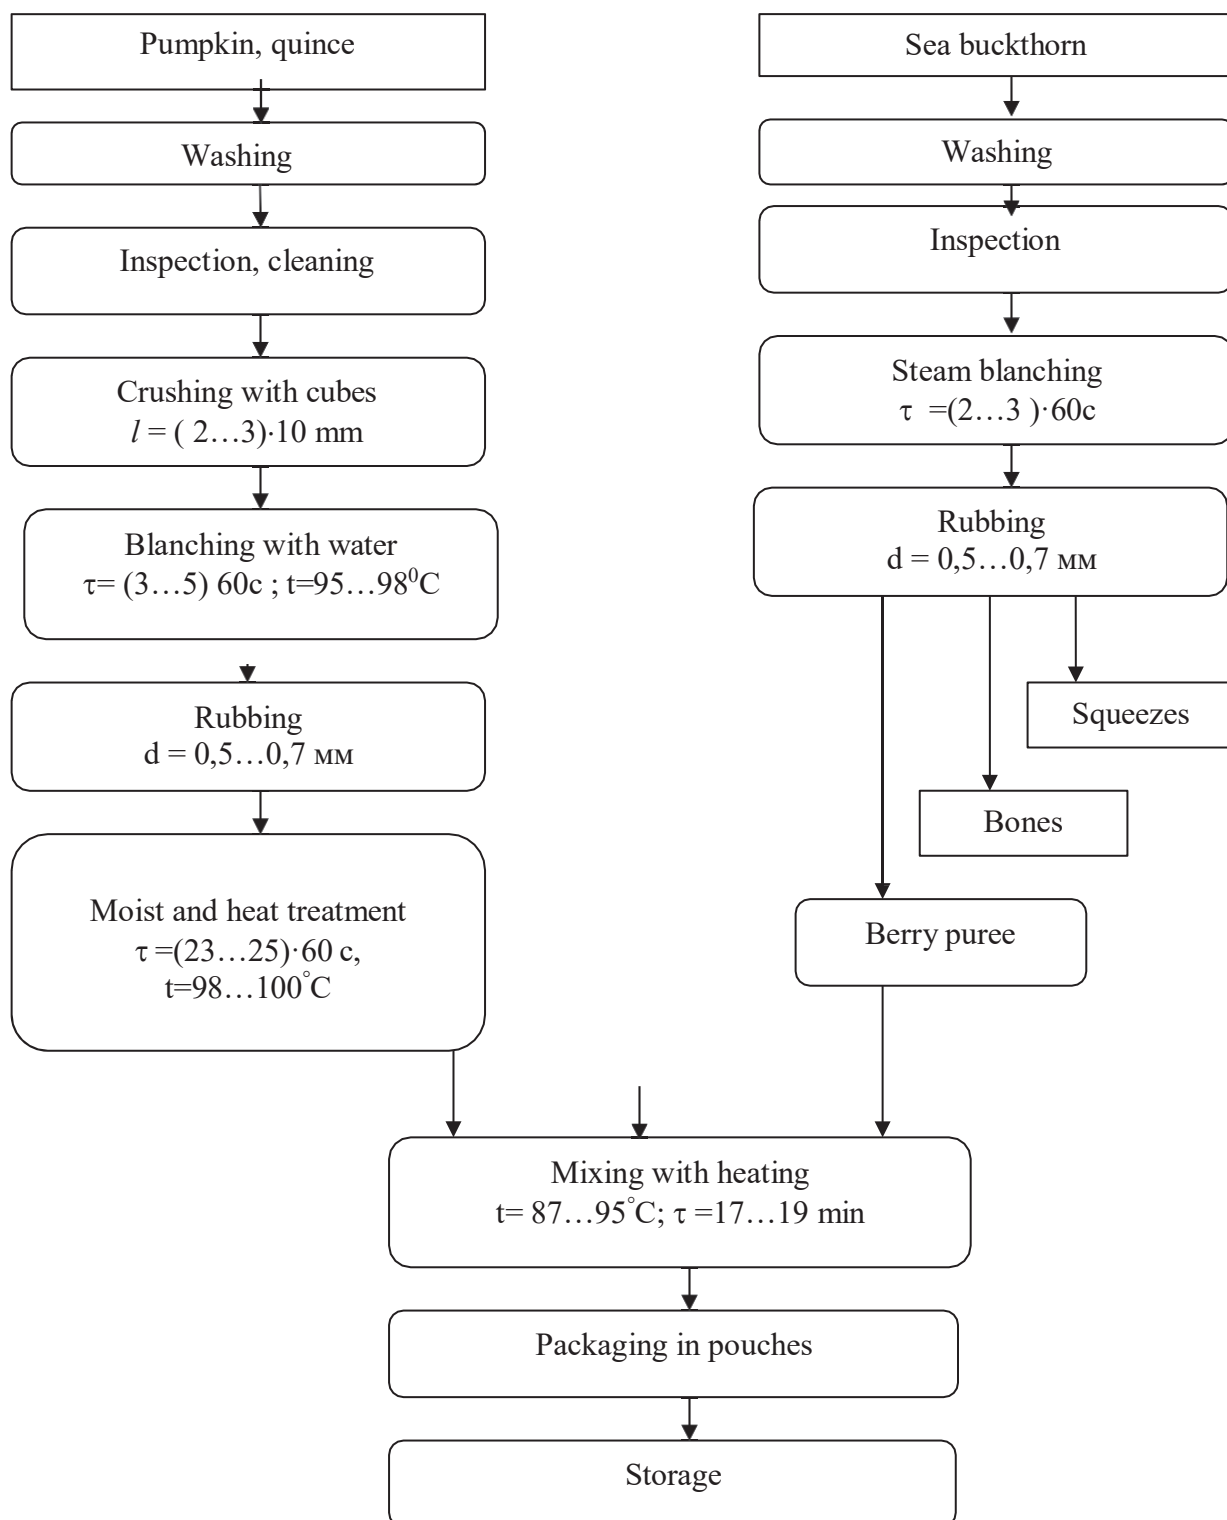 Pumpkin, quince
Washing
Inspection, cleaning
Crushing with cubes
l = ( 2…3)·10 mm
Blanching with water
τ= (3…5) 60c ; t=95…98⁰C
Rubbing
d = 0,5…0,7 мм
Moist and heat treatment
τ =(23…25)·60 c,
t=98…100°C
Sea buckthorn
Washing
Inspection
Steam blanching
τ =(2…3 )·60c
Rubbing
d = 0,5…0,7 мм
Squeezes
Bones
Berry puree
Mixing with heating
t= 87…95°C; τ =17…19 min
Packaging in pouches
Storage